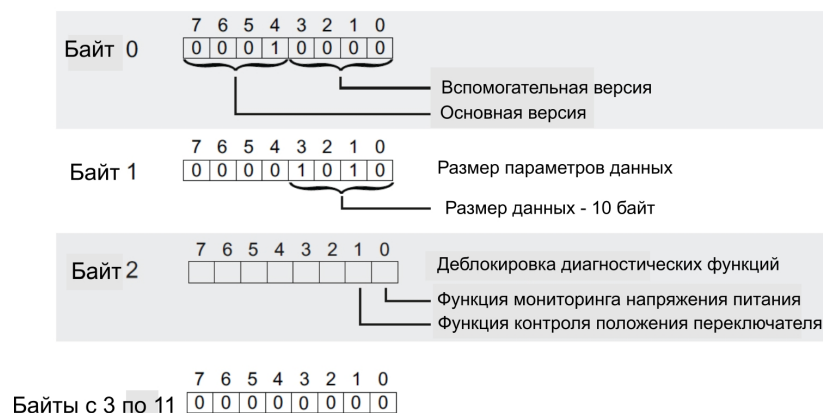 7 6 5 4 3 2 1 0
Байт 0 0 0 0 1 0 0 0 0
Вспомогательная версия
Основная версия
7 6 5 4 3 2 1 0
Байт 1 0 0 0 0 1 0 1 0 Размер параметров данных
Размер данных - 10 байт
7 6 5 4 3 2 1 0
Байт 2 Деблокировка диагностических функций
Функция мониторинга напряжения питания
Функция контроля положения переключателя
7 6 5 4 3 2 1 0
Байты с 3 по 11 0 0 0 0 0 0 0 0